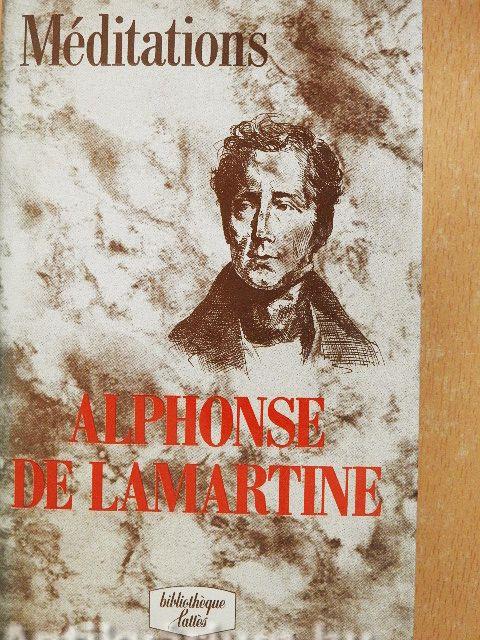 Méditations
ALPHONSE
DE LAMARTINE
bibliothèque
Lattès